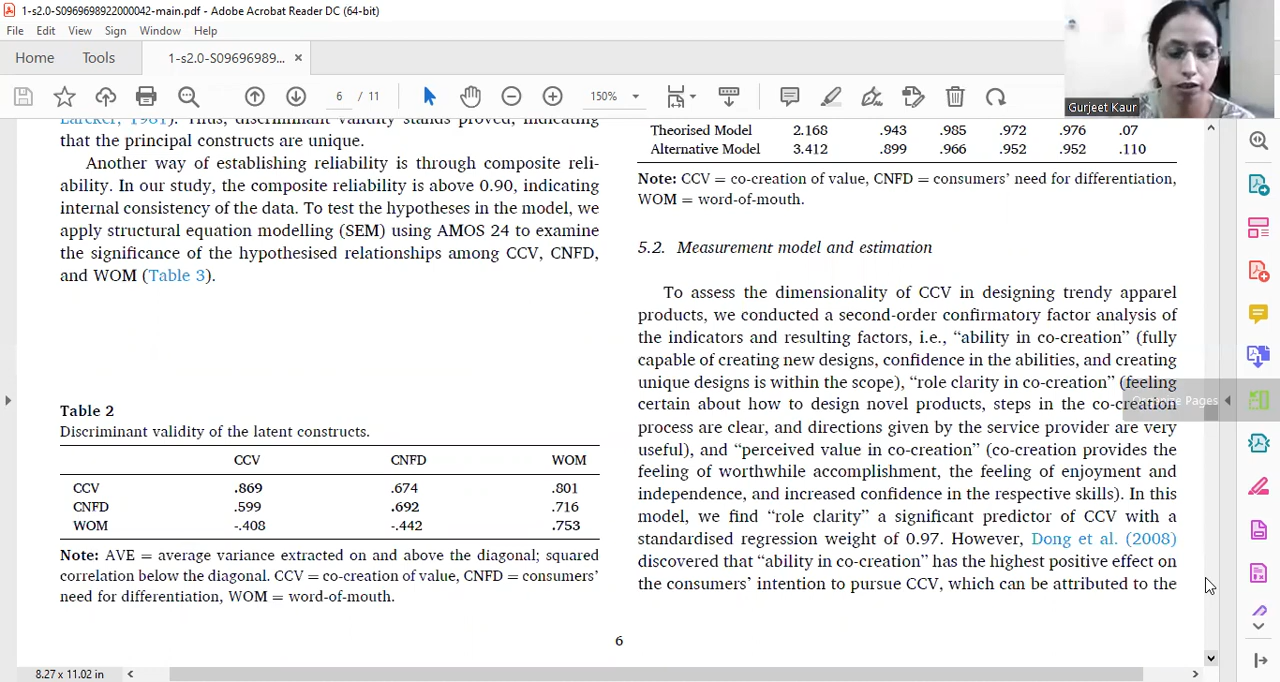 1-s2.0-S0969698922000042-main.pdf - Adobe Acrobat Reader DC (64-bit)
File Edit View Sign Window Help
Home Tools 1-s2.0-S09696989... ×
6 / 11 150%
Gurjeet Kaur
Larcker, 1981). Thus, discriminant validity stands proved, indicating
that the principal constructs are unique.
Another way of establishing reliability is through composite reli-
ability. In our study, the composite reliability is above 0.90, indicating
internal consistency of the data. To test the hypotheses in the model, we
apply structural equation modelling (SEM) using AMOS 24 to examine
the significance of the hypothesised relationships among CCV, CNFD,
and WOM (Table 3).
Table 2
Discriminant validity of the latent constructs.
CCV CNFD WOM
CCV .869 .674 .801
CNFD .599 .692 .716
WOM -.408 -.442 .753
Note: AVE = average variance extracted on and above the diagonal; squared
correlation below the diagonal. CCV = co-creation of value, CNFD = consumers'
need for differentiation, WOM = word-of-mouth.
Theorised Model 2.168 .943 .985 .972 .976 .07
Alternative Model 3.412 .899 .966 .952 .952 .110
Note: CCV = co-creation of value, CNFD = consumers' need for differentiation,
WOM = word-of-mouth.
5.2. Measurement model and estimation
To assess the dimensionality of CCV in designing trendy apparel
products, we conducted a second-order confirmatory factor analysis of
the indicators and resulting factors, i.e., "ability in co-creation" (fully
capable of creating new designs, confidence in the abilities, and creating
unique designs is within the scope), "role clarity in co-creation" (feeling
certain about how to design novel products, steps in the co-creation
process are clear, and directions given by the service provider are very
useful), and "perceived value in co-creation" (co-creation provides the
feeling of worthwhile accomplishment, the feeling of enjoyment and
independence, and increased confidence in the respective skills). In this
model, we find "role clarity" a significant predictor of CCV with a
standardised regression weight of 0.97. However, Dong et al. (2008)
discovered that "ability in co-creation" has the highest positive effect on
the consumers' intention to pursue CCV, which can be attributed to the
Organize Pages
6
8.27 x 11.02 in